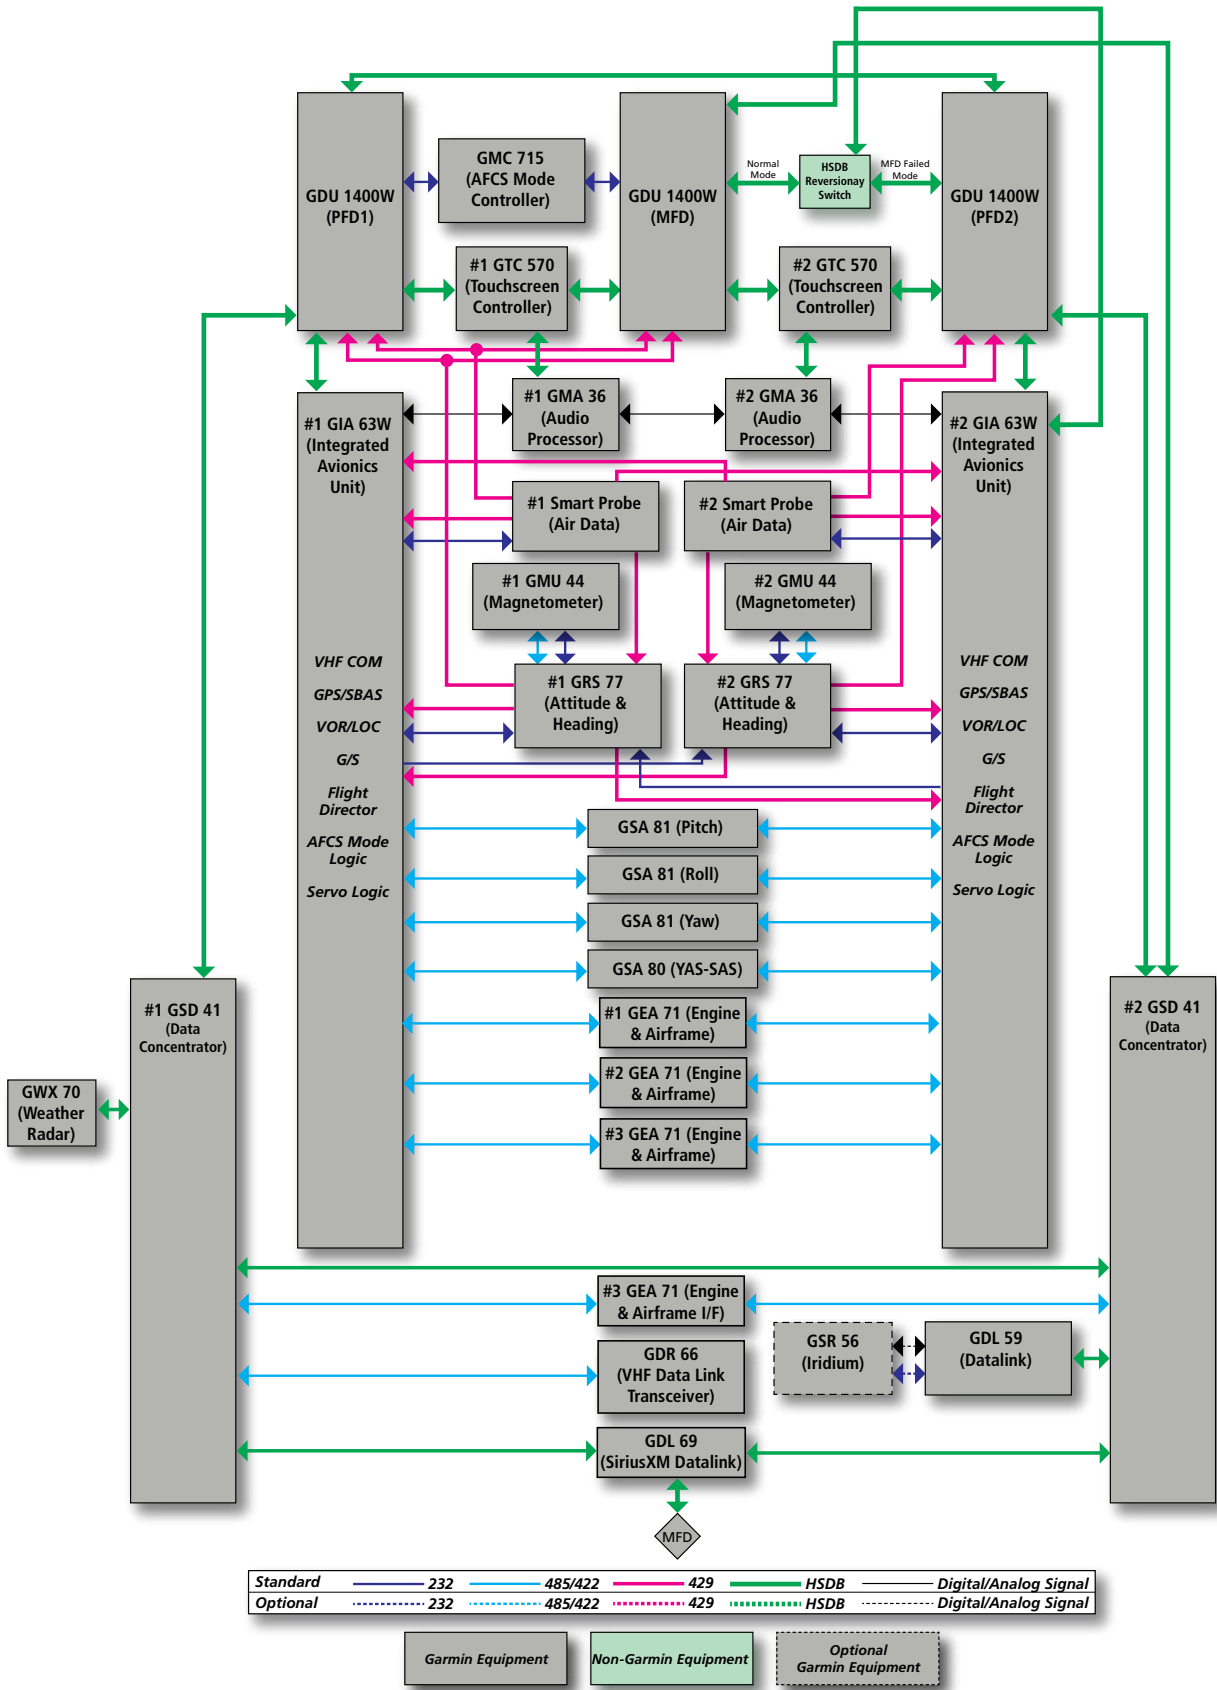 GDU 1400W
(PFD1)
GMC 715
(AFCS Mode
Controller)
GDU 1400W
(MFD)
Normal
Mode
HSDB
Reversionay
Switch
MFD Failed
Mode
GDU 1400W
(PFD2)
#1 GTC 570
(Touchscreen
Controller)
#2 GTC 570
(Touchscreen
Controller)
#1 GIA 63W
(Integrated
Avionics
Unit)
#1 GMA 36
(Audio
Processor)
#2 GMA 36
(Audio
Processor)
#2 GIA 63W
(Integrated
Avionics
Unit)
#1 Smart Probe
(Air Data)
#2 Smart Probe
(Air Data)
#1 GMU 44
(Magnetometer)
#2 GMU 44
(Magnetometer)
#1 GRS 77
(Attitude &
Heading)
#2 GRS 77
(Attitude &
Heading)
VHF COM
GPS/SBAS
VOR/LOC
G/S
Flight
Director
AFCS Mode
Logic
Servo Logic
VHF COM
GPS/SBAS
VOR/LOC
G/S
Flight
Director
AFCS Mode
Logic
Servo Logic
GSA 81 (Pitch)
GSA 81 (Roll)
GSA 81 (Yaw)
GSA 80 (YAS-SAS)
#1 GEA 71 (Engine
& Airframe)
#2 GEA 71 (Engine
& Airframe)
#3 GEA 71 (Engine
& Airframe)
#1 GSD 41
(Data
Concentrator)
#2 GSD 41
(Data
Concentrator)
GWX 70
(Weather
Radar)
#3 GEA 71 (Engine
& Airframe I/F)
GSR 56
(Iridium)
GDL 59
(Datalink)
GDR 66
(VHF Data Link
Transceiver)
GDL 69
(SiriusXM Datalink)
MFD
Standard 232 485/422 429 HSDB Digital/Analog Signal
Optional 232 485/422 429 HSDB Digital/Analog Signal
Garmin Equipment
Non-Garmin Equipment
Optional
Garmin Equipment